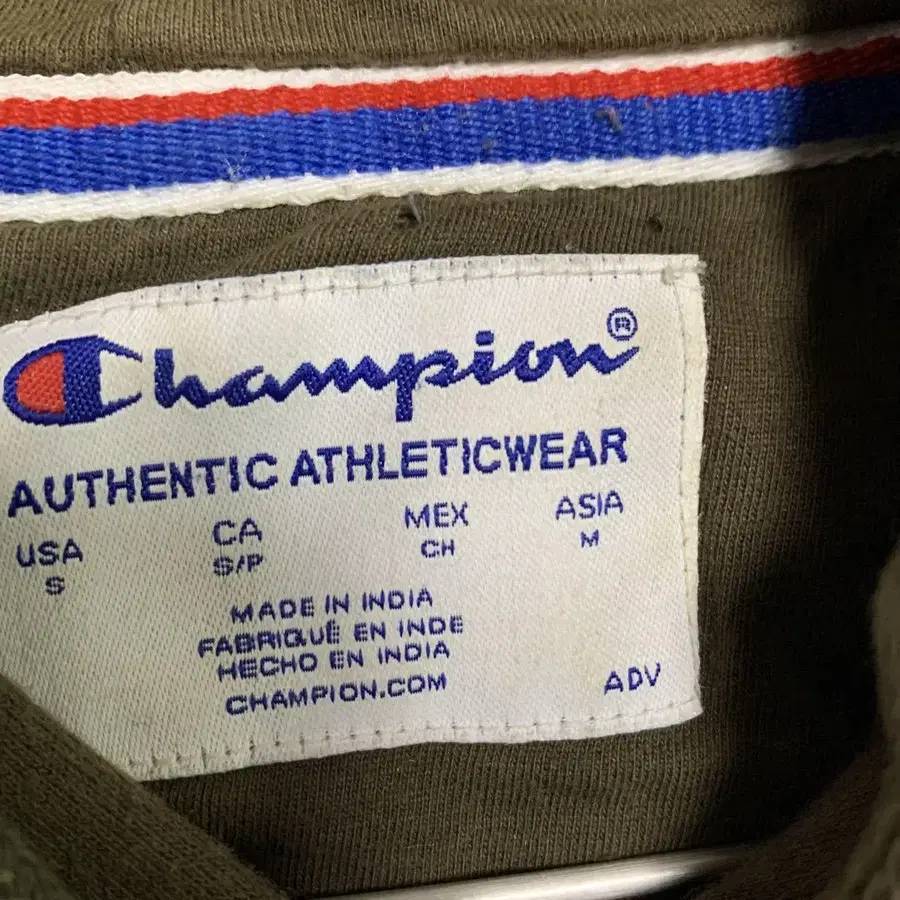 Champion®
AUTHENTIC ATHLETICWEAR
USA CA MEX ASIA
S S/P CH M
MADE IN INDIA
FABRIQUÉ EN INDE
HECHO EN INDIA
CHAMPION.COM
ADV